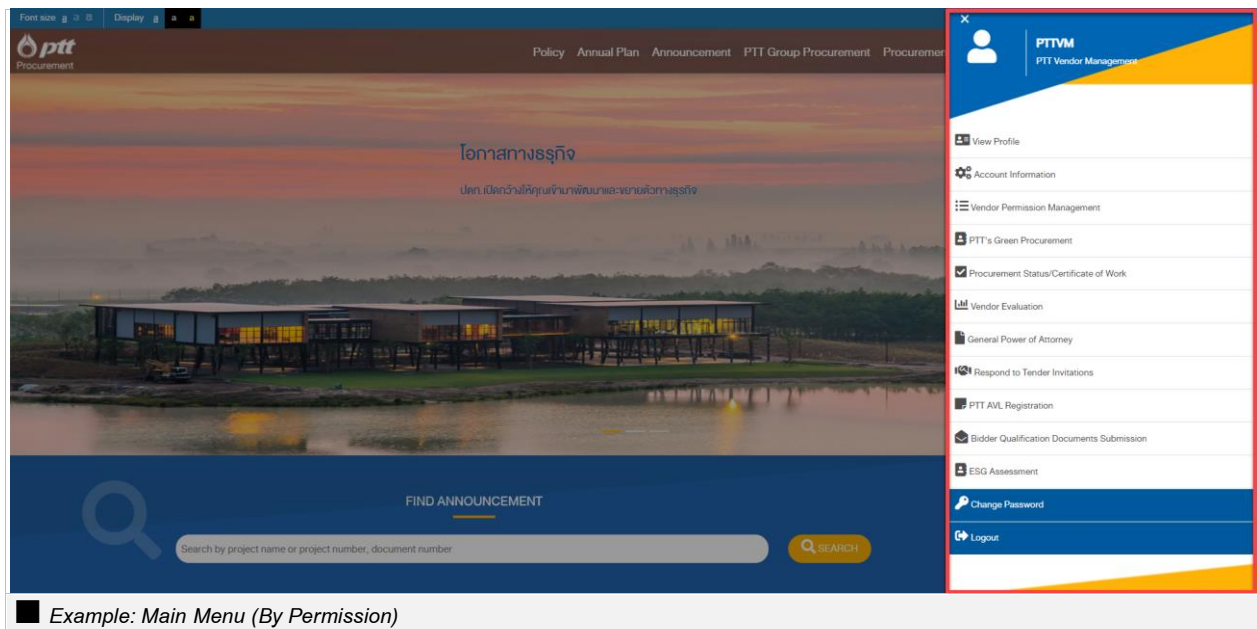 Font size a a a Display a a a
ptt
Procurement
Policy Annual Plan Announcement PTT Group Procurement Procuremen
×
PTTVM
PTT Vendor Management
โอกาสทางธุรกิจ
ปตท.เปิดกว้างให้คุณเข้ามาพัฒนาและขยายตัวทางธุรกิจ
View Profile
Account Information
Vendor Permission Management
PTT's Green Procurement
Procurement Status/Certificate of Work
Vendor Evaluation
General Power of Attorney
Respond to Tender Invitations
PTT AVL Registration
Bidder Qualification Documents Submission
ESG Assessment
Change Password
Logout
FIND ANNOUNCEMENT
Search by project name or project number, document number
SEARCH
Example: Main Menu (By Permission)